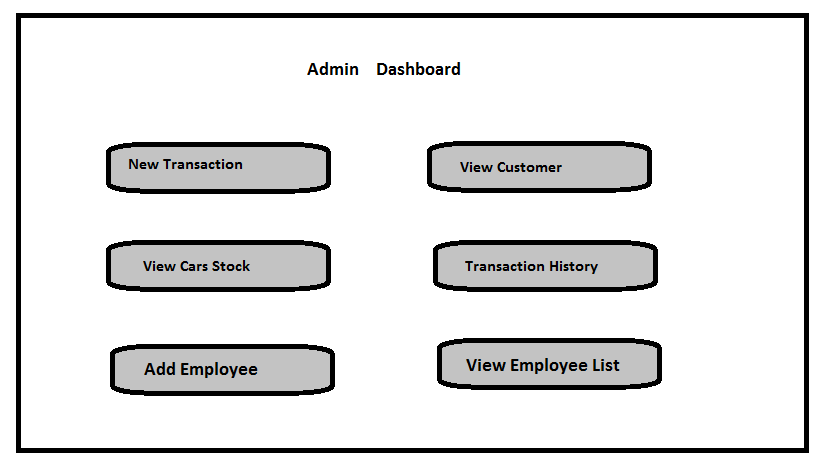 Admin Dashboard
New Transaction
View Customer
View Cars Stock
Transaction History
Add Employee
View Employee List